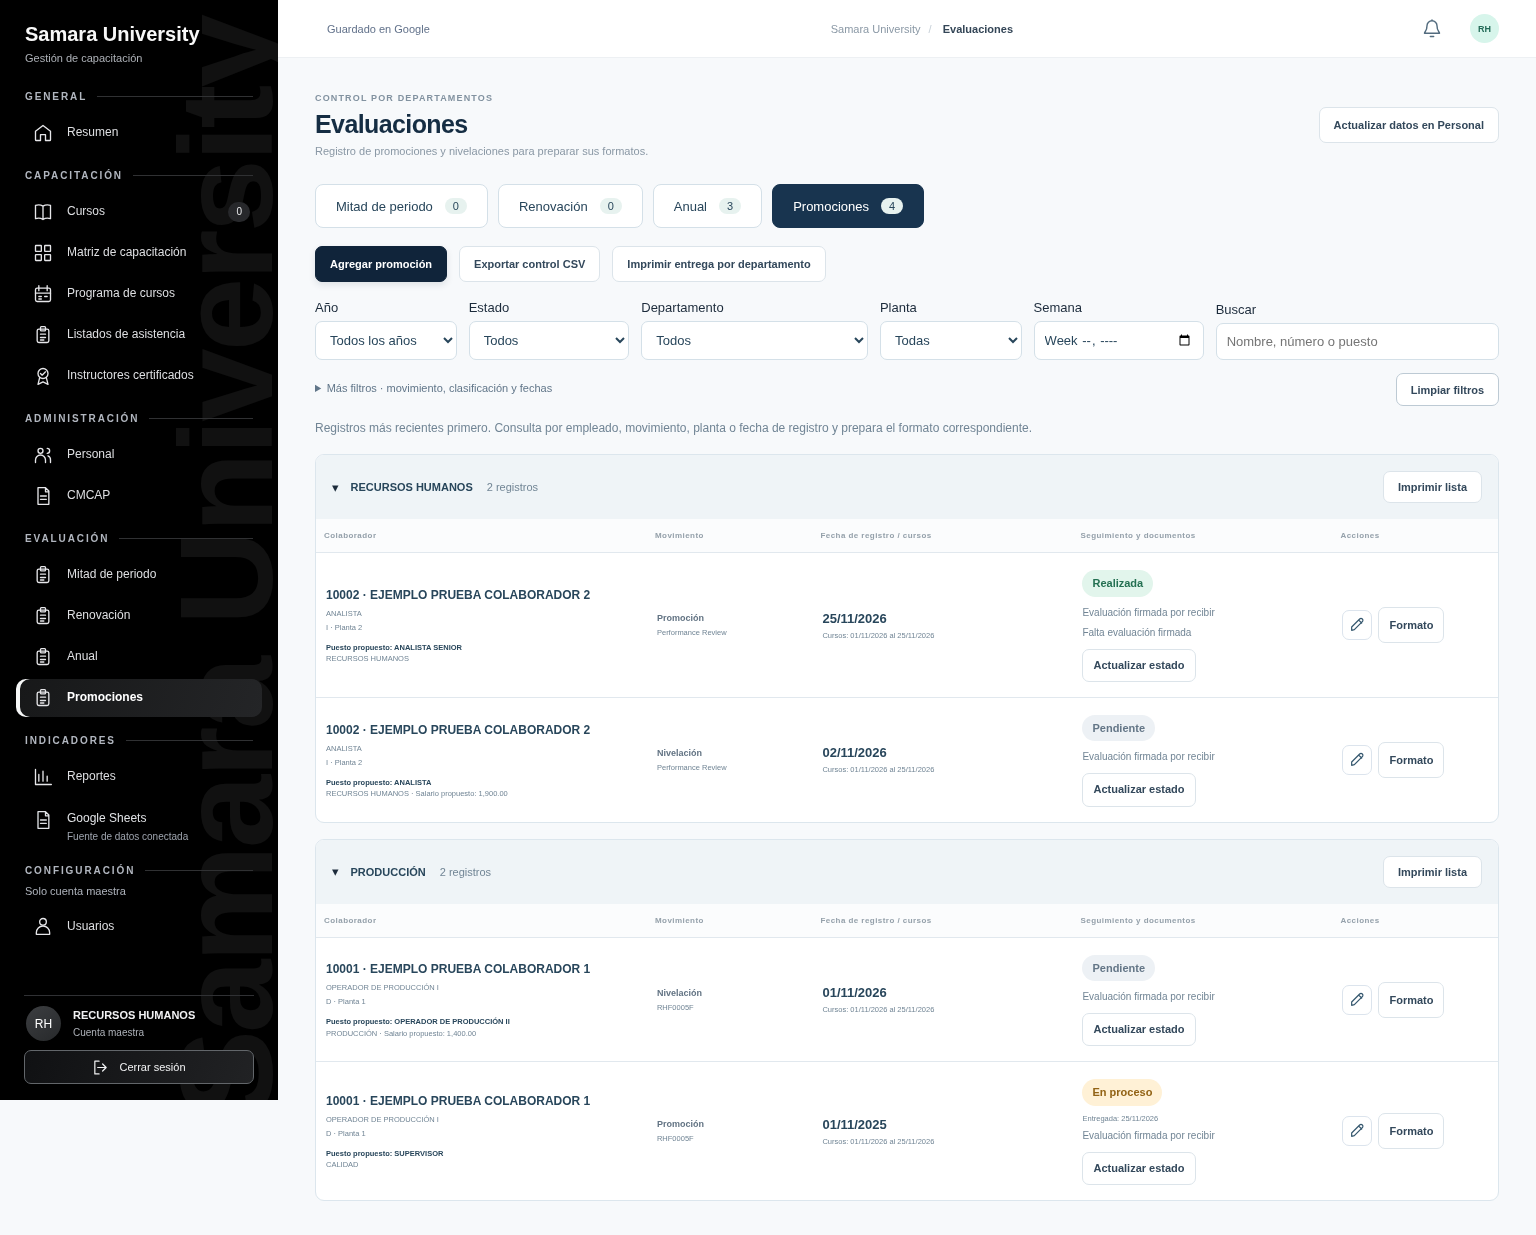 Samara University
Gestión de capacitación
GENERAL
Resumen
CAPACITACIÓN
Cursos 0
Matriz de capacitación
Programa de cursos
Listados de asistencia
Instructores certificados
ADMINISTRACIÓN
Personal
CMCAP
EVALUACIÓN
Mitad de periodo
Renovación
Anual
Promociones
INDICADORES
Reportes
Google Sheets
Fuente de datos conectada
CONFIGURACIÓN
Solo cuenta maestra
Usuarios
RH RECURSOS HUMANOS
Cuenta maestra
Cerrar sesión
Samara University
Guardado en Google
Samara University / Evaluaciones
RH
CONTROL POR DEPARTAMENTOS
Evaluaciones
Registro de promociones y nivelaciones para preparar sus formatos.
Actualizar datos en Personal
Mitad de periodo 0
Renovación 0
Anual 3
Promociones 4
Agregar promoción
Exportar control CSV
Imprimir entrega por departamento
Año
Todos los años
Estado
Todos
Departamento
Todos
Planta
Todas
Semana
Week --, ----
Buscar
Nombre, número o puesto
▶ Más filtros · movimiento, clasificación y fechas
Limpiar filtros
Registros más recientes primero. Consulta por empleado, movimiento, planta o fecha de registro y prepara el formato correspondiente.
▼ RECURSOS HUMANOS 2 registros
Imprimir lista
Colaborador Movimiento Fecha de registro / cursos Seguimiento y documentos Acciones
10002 · EJEMPLO PRUEBA COLABORADOR 2
ANALISTA
I · Planta 2
Puesto propuesto: ANALISTA SENIOR
RECURSOS HUMANOS
Promoción
Performance Review
25/11/2026
Cursos: 01/11/2026 al 25/11/2026
Realizada
Evaluación firmada por recibir
Falta evaluación firmada
Actualizar estado
Formato
10002 · EJEMPLO PRUEBA COLABORADOR 2
ANALISTA
I · Planta 2
Puesto propuesto: ANALISTA
RECURSOS HUMANOS · Salario propuesto: 1,900.00
Nivelación
Performance Review
02/11/2026
Cursos: 01/11/2026 al 25/11/2026
Pendiente
Evaluación firmada por recibir
Actualizar estado
Formato
▼ PRODUCCIÓN 2 registros
Imprimir lista
Colaborador Movimiento Fecha de registro / cursos Seguimiento y documentos Acciones
10001 · EJEMPLO PRUEBA COLABORADOR 1
OPERADOR DE PRODUCCIÓN I
D · Planta 1
Puesto propuesto: OPERADOR DE PRODUCCIÓN II
PRODUCCIÓN · Salario propuesto: 1,400.00
Nivelación
RHF0005F
01/11/2026
Cursos: 01/11/2026 al 25/11/2026
Pendiente
Evaluación firmada por recibir
Actualizar estado
Formato
10001 · EJEMPLO PRUEBA COLABORADOR 1
OPERADOR DE PRODUCCIÓN I
D · Planta 1
Puesto propuesto: SUPERVISOR
CALIDAD
Promoción
RHF0005F
01/11/2025
Cursos: 01/11/2026 al 25/11/2026
En proceso
Entregada: 25/11/2026
Evaluación firmada por recibir
Actualizar estado
Formato